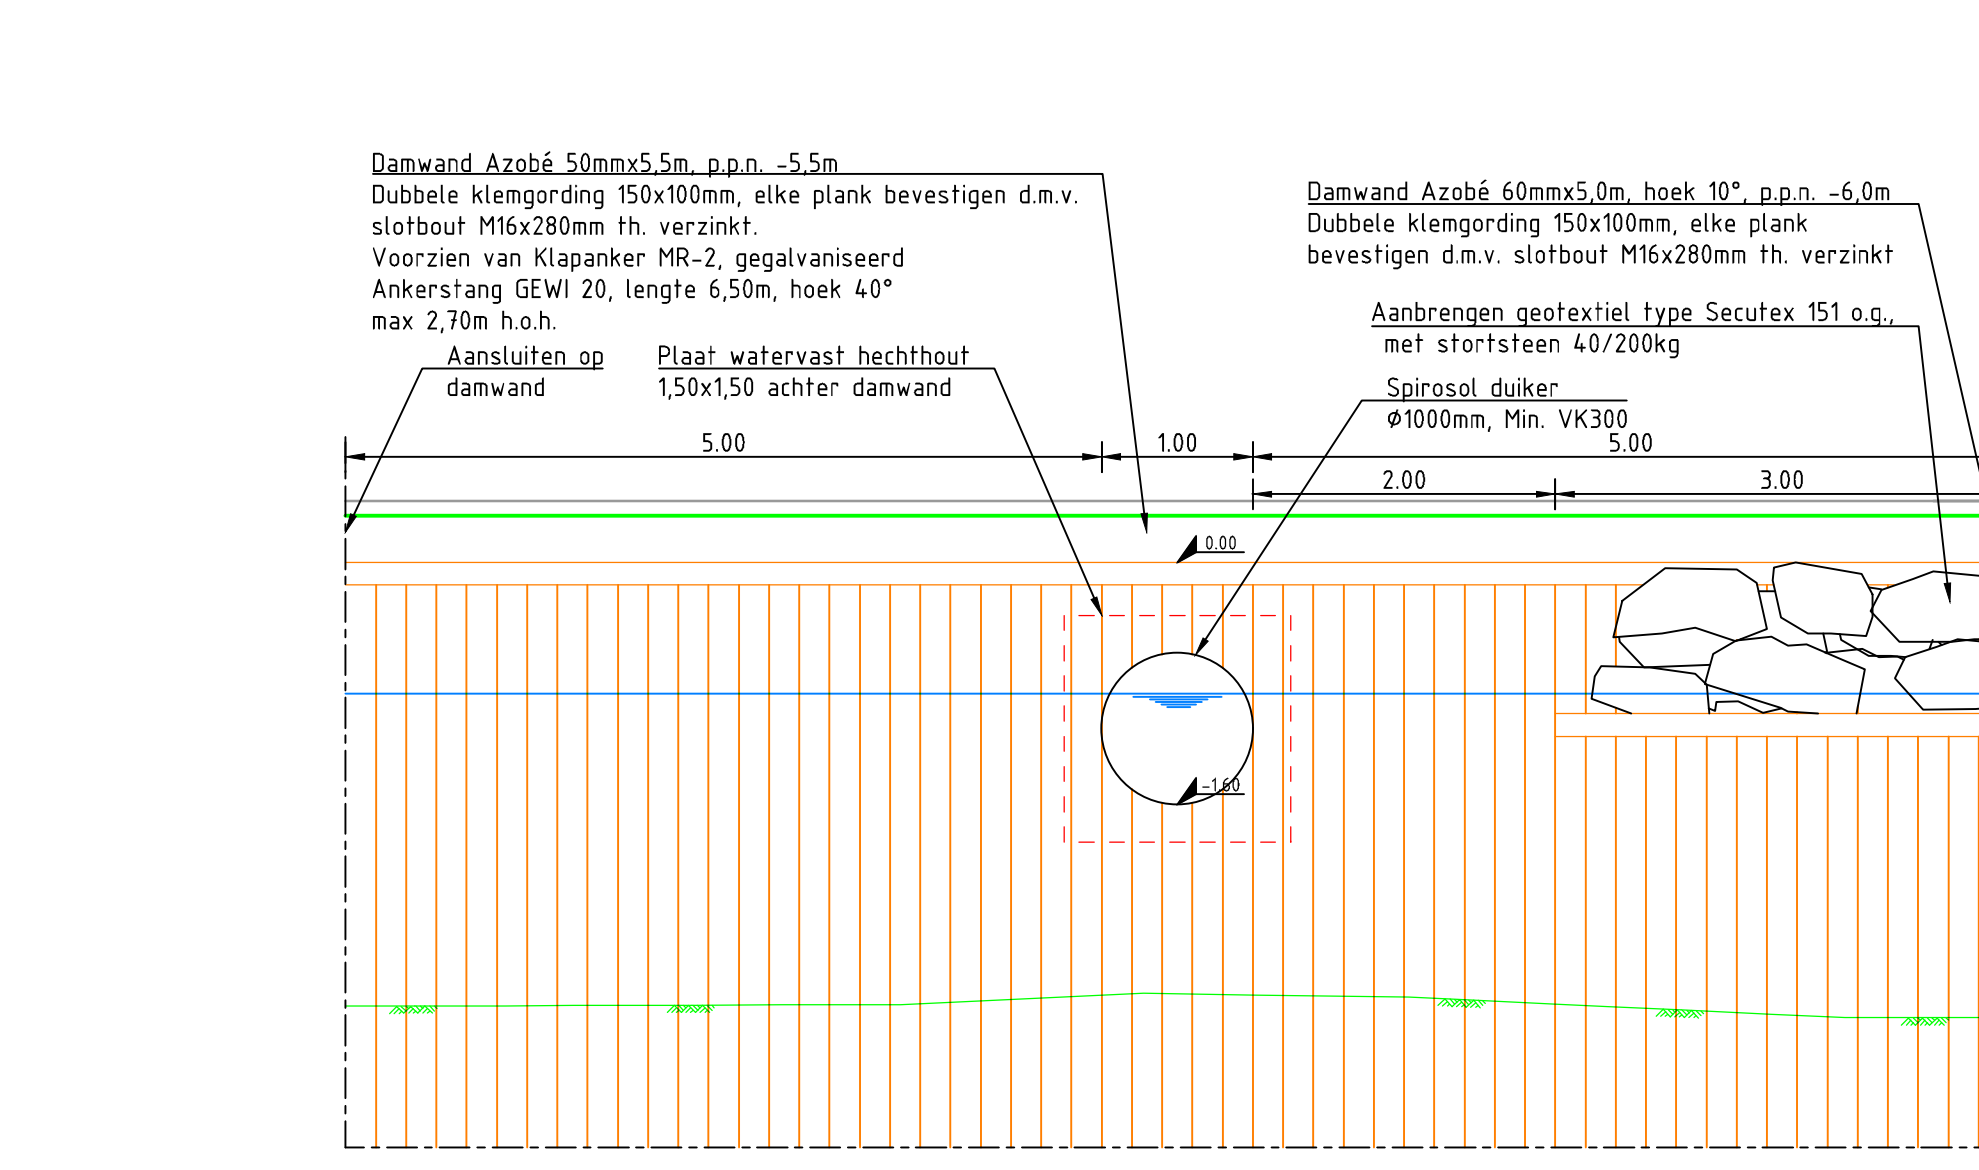 Damwand Azobé 50mmx5,5m, p.p.n. -5,5m
Dubbele klemgording 150x100mm, elke plank bevestigen d.m.v.
slotbout M16x280mm th. verzinkt.
Voorzien van Klapanker MR-2, gegalvaniseerd
Ankerstang GEWI 20, lengte 6,50m, hoek 40°
max 2,70m h.o.h.
Aansluiten op
damwand
Plaat watervast hechthout
1,50x1,50 achter damwand
Damwand Azobé 60mmx5,0m, hoek 10°, p.p.n. -6,0m
Dubbele klemgording 150x100mm, elke plank
bevestigen d.m.v. slotbout M16x280mm th. verzinkt
Aanbrengen geotextiel type Secutex 151 o.g.,
met stortsteen 40/200kg
Spirosol duiker
Ø1000mm, Min. VK300
5.00
1.00
5.00
2.00
3.00
0.00
-1,60